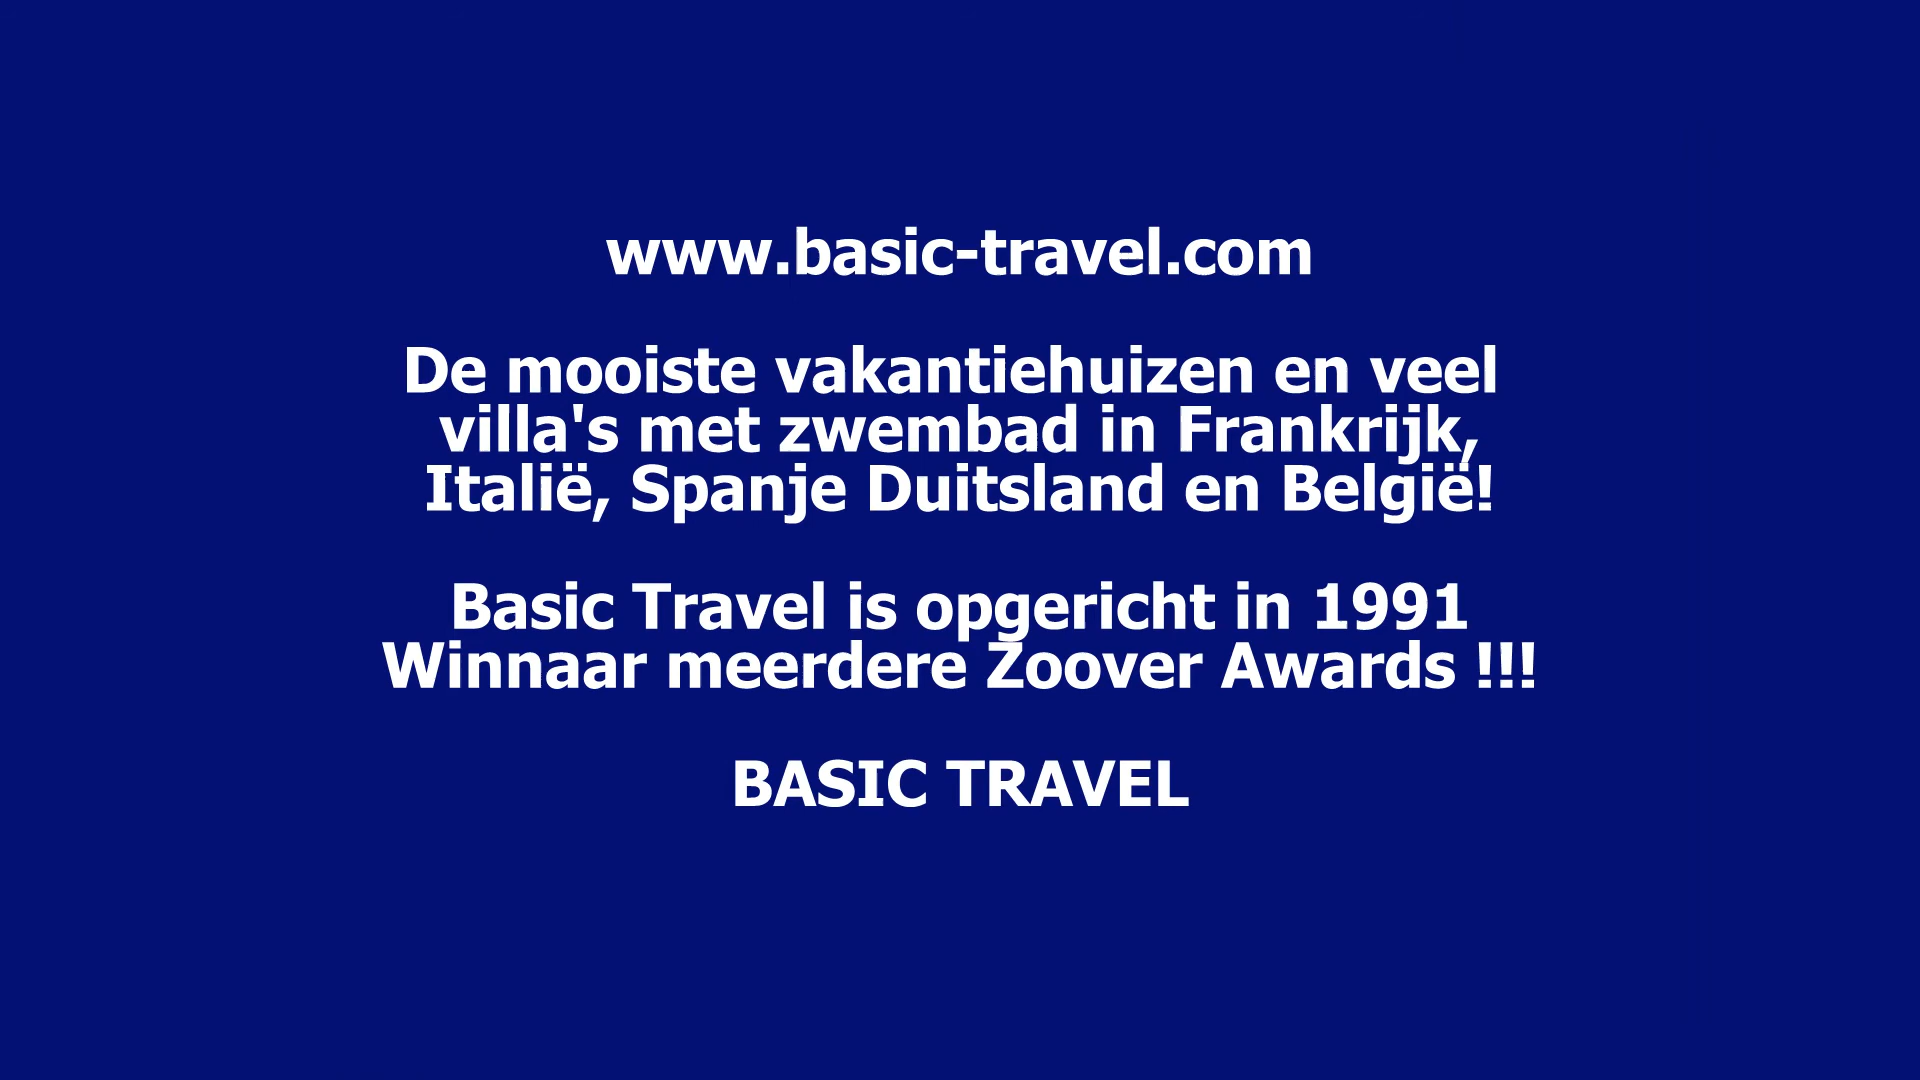 www.basic-travel.com
De mooiste vakantiehuizen en veel
villa's met zwembad in Frankrijk,
Italië, Spanje Duitsland en België!
Basic Travel is opgericht in 1991
Winnaar meerdere Zoover Awards !!!
BASIC TRAVEL